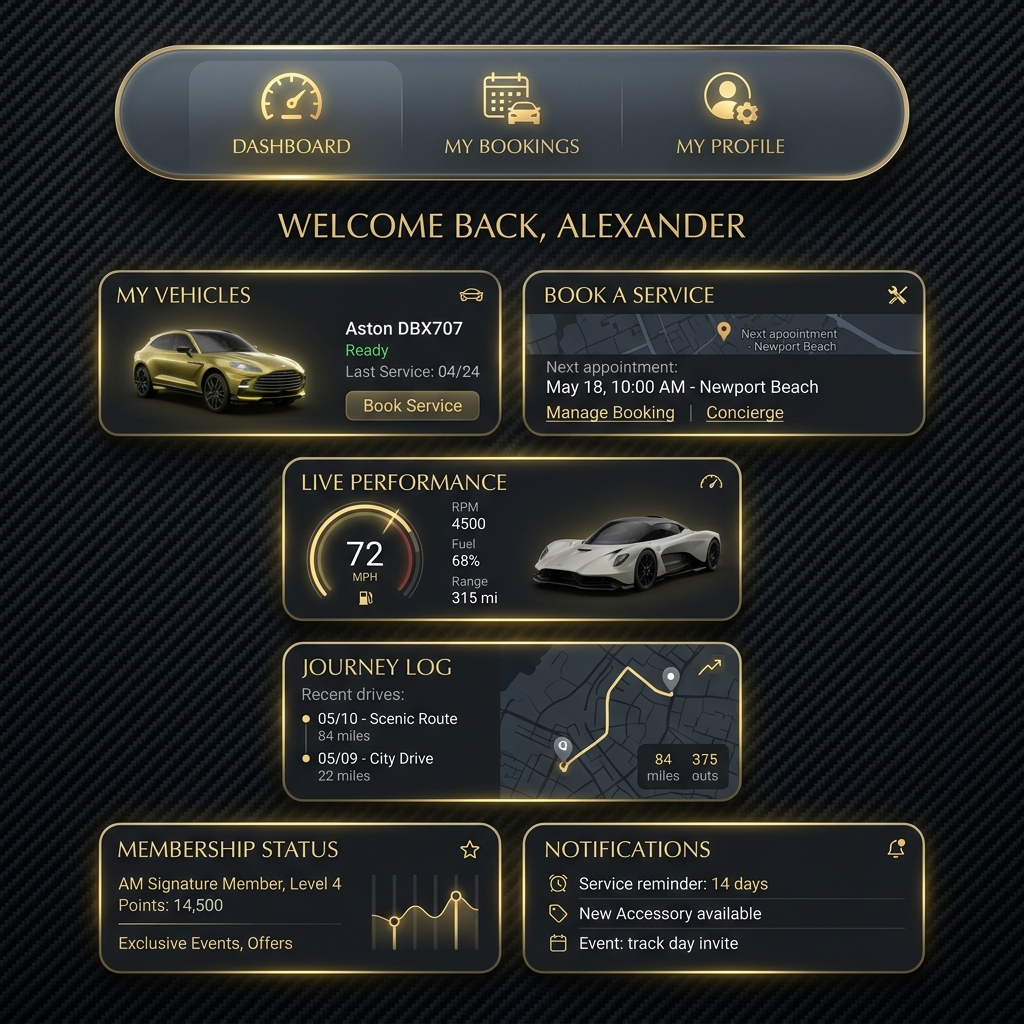 DASHBOARD
MY BOOKINGS
MY PROFILE
WELCOME BACK, ALEXANDER
MY VEHICLES
Aston DBX707
Ready
Last Service: 04/24
Book Service
BOOK A SERVICE
Next apoointment
- Newport Beach
Next appointment:
May 18, 10:00 AM - Newport Beach
Manage Booking | Concierge
LIVE PERFORMANCE
72
MPH
RPM
4500
Fuel
68%
Range
315 mi
JOURNEY LOG
Recent drives:
05/10 - Scenic Route
84 miles
05/09 - City Drive
22 miles
84 375
miles outs
MEMBERSHIP STATUS
AM Signature Member, Level 4
Points: 14,500
Exclusive Events, Offers
NOTIFICATIONS
Service reminder: 14 days
New Accessory available
Event: track day invite